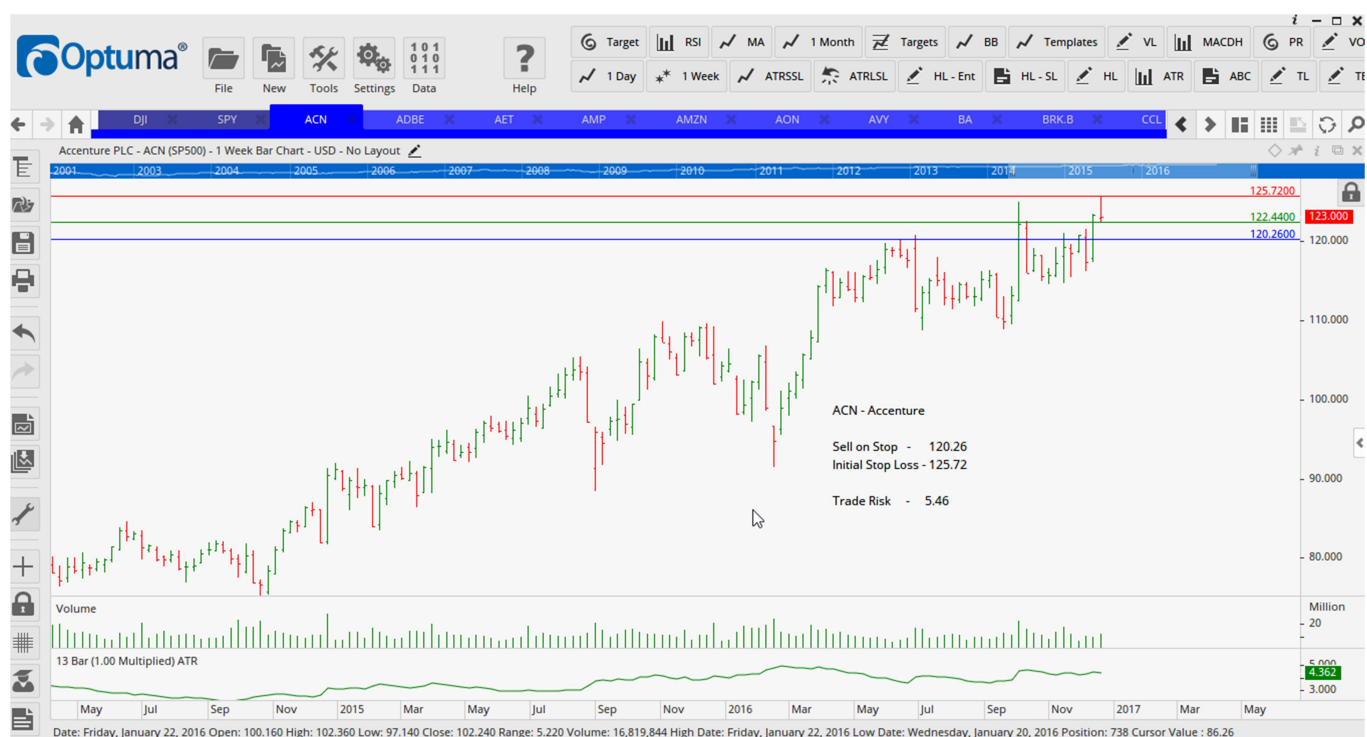 i
Optuma®
File New Tools Settings Data Help
Target RSI MA 1 Month Targets BB Templates VL MACDH PR VO
1 Day 1 Week ATRSSL ATRLSL HL - Ent HL - SL HL ATR ABC TL TE
101
010
111
DJI SPY ACN ADBE AET AMP AMZN AON AVY BA BRK.B CCL
Accenture PLC - ACN (SP500) - 1 Week Bar Chart - USD - No Layout
2001 2003 2004 2005 2006 2007 2008 2009 2010 2011 2012 2013 2014 2015 2016
125.7200
122.4400 123.000
120.2600
120.000
110.000
100.000
90.000
80.000
ACN - Accenture
Sell on Stop - 120.26
Initial Stop Loss - 125.72
Trade Risk - 5.46
Volume
Million
20
13 Bar (1.00 Multiplied) ATR
5.000
4.362
3.000
May Jul Sep Nov 2015 Mar May Jul Sep Nov 2016 Mar May Jul Sep Nov 2017 Mar May
Date: Friday, January 22, 2016 Open: 100.160 High: 102.360 Low: 97.140 Close: 102.240 Range: 5.220 Volume: 16,819,844 High Date: Friday, January 22, 2016 Low Date: Wednesday, January 20, 2016 Position: 738 Cursor Value : 86.26